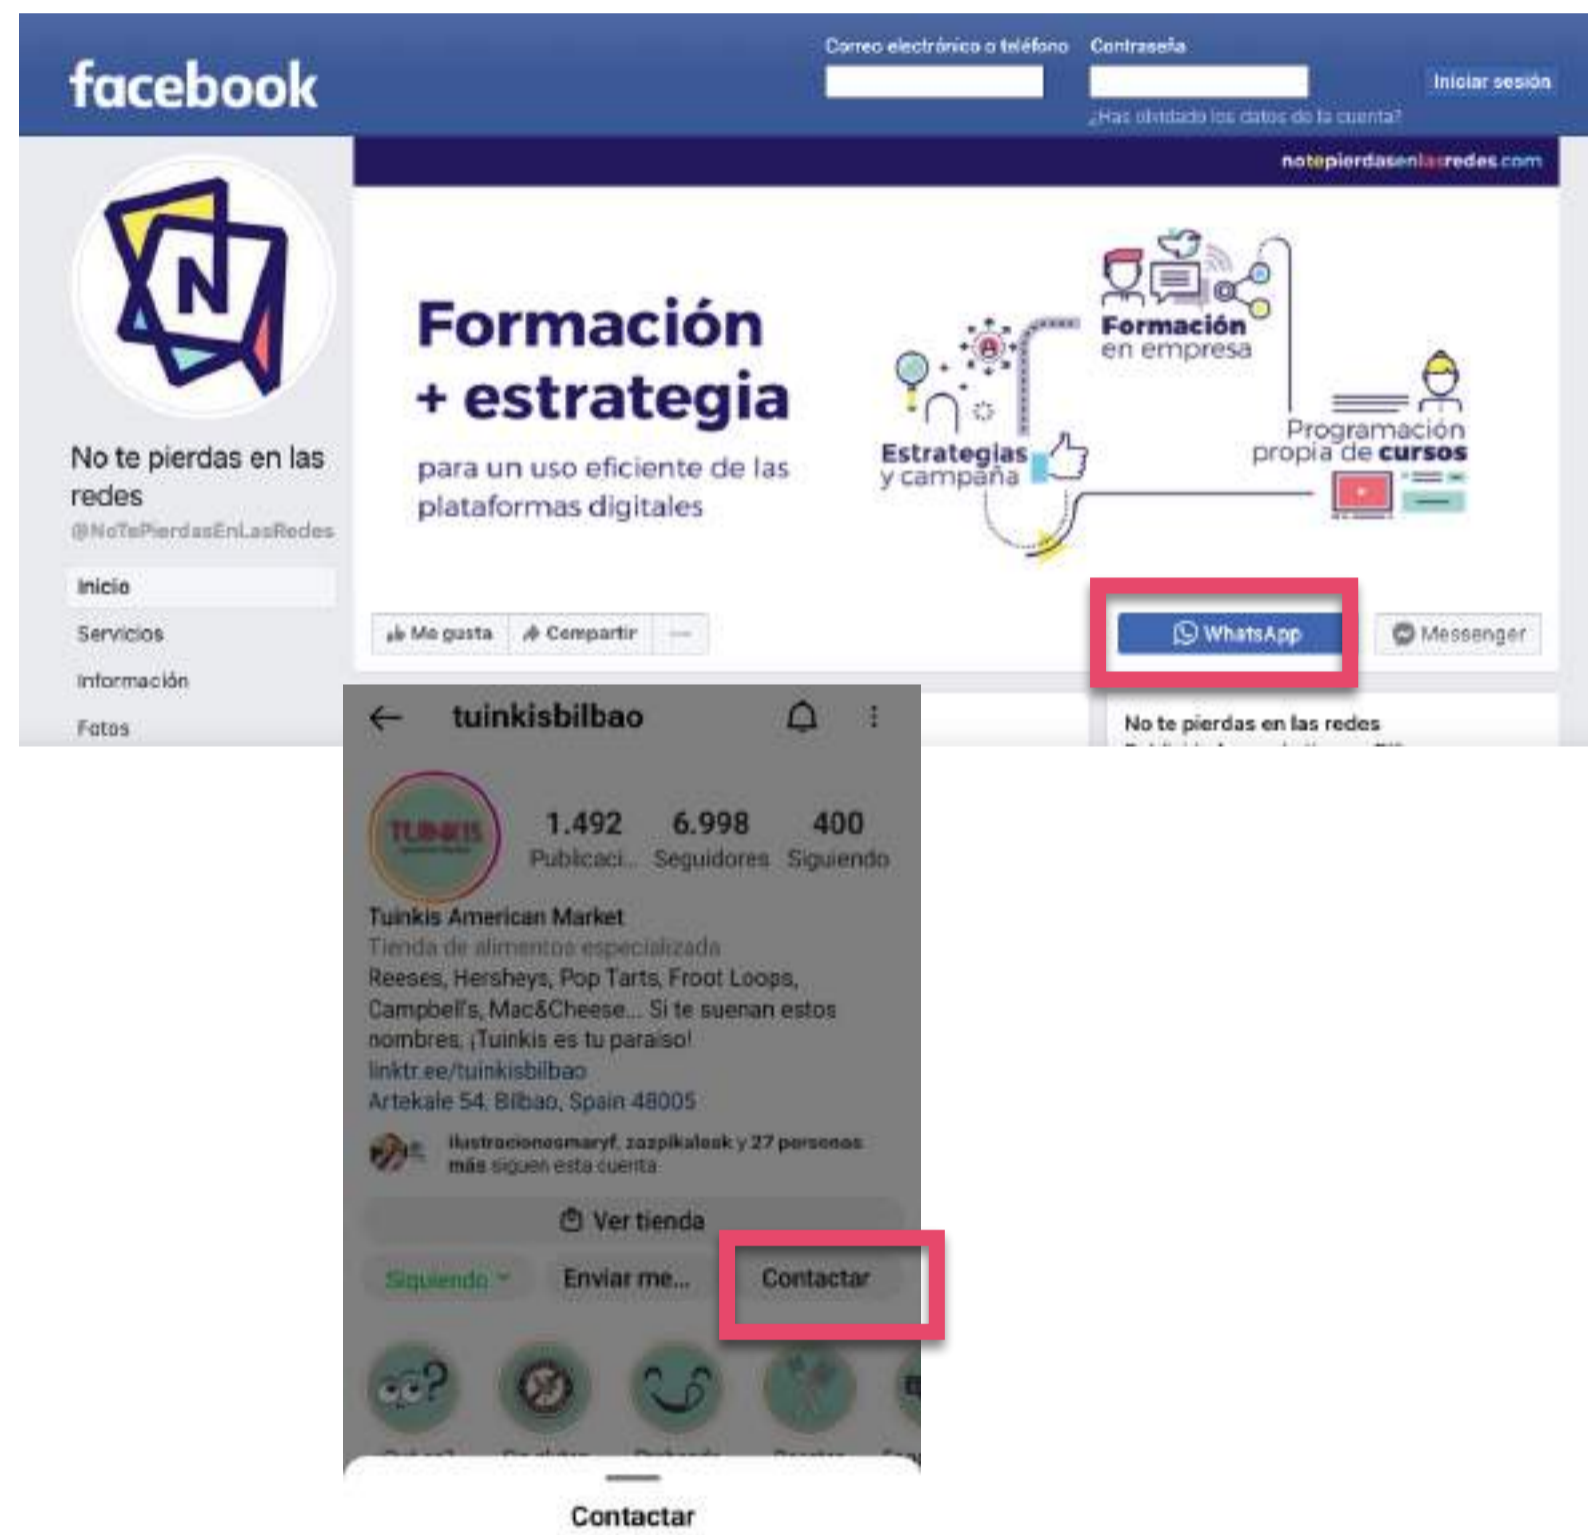 facebook
Correo electrónico o teléfono
Contraseña
Iniciar sesión
¿Has olvidado los datos de la cuenta?
notepierdasenlasredes.com
N
No te pierdas en las
redes
@NoTePierdasEnLasRedes
Inicio
Servicios
Información
Fotos
Formación
+ estrategia
para un uso eficiente de las
plataformas digitales
Formación
en empresa
Estrategias
y campaña
Programación
propia de cursos
Me gusta
Compartir
WhatsApp
Messenger
No te pierdas en las redes
tuinkisbilbao
TUINKIS
1.492 6.998 400
Publicaci... Seguidores Siguiendo
Tuinkis American Market
Tienda de alimentos especializada
Reeses, Hersheys, Pop Tarts, Froot Loops,
Campbell's, Mac&Cheese... Si te suenan estos
nombres, ¡Tuinkis es tu paraíso!
linktr.ee/tuinkisbilbao
Artekale 54, Bilbao, Spain 48005
ilustracionesmaryf, zazpikaleak y 27 personas
más siguen esta cuenta
Ver tienda
Siguiendo
Enviar me...
Contactar
Contactar